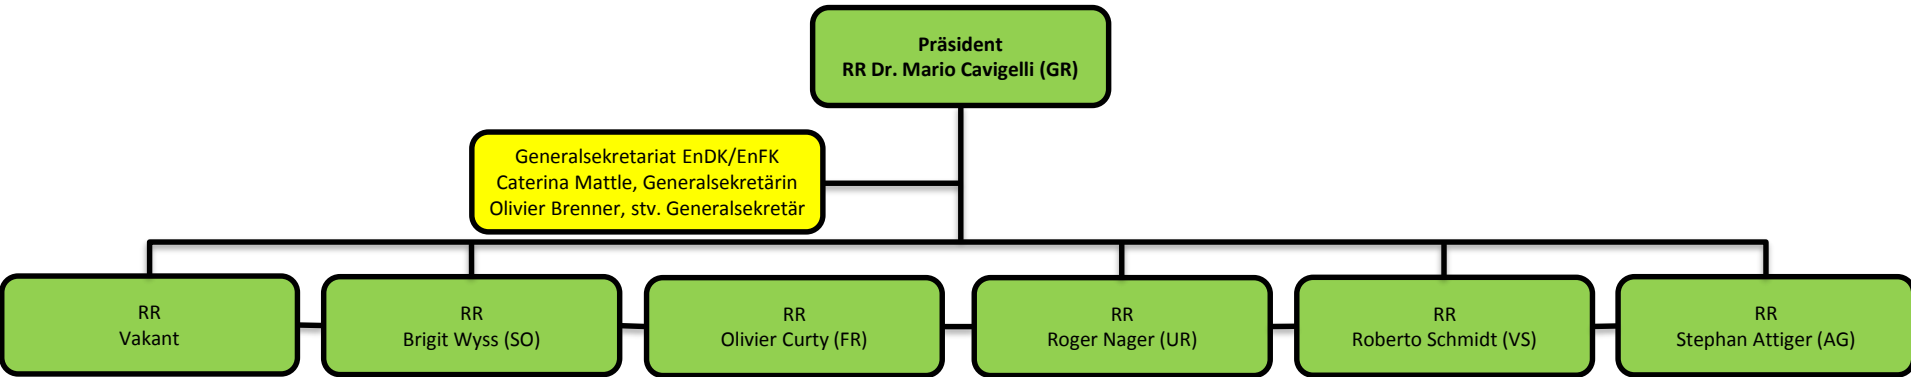 Präsident
RR Dr. Mario Cavigelli (GR)
Generalsekretariat EnDK/EnFK
Caterina Mattle, Generalsekretärin
Olivier Brenner, stv. Generalsekretär
RR
Vakant
RR
Brigit Wyss (SO)
RR
Olivier Curty (FR)
RR
Roger Nager (UR)
RR
Roberto Schmidt (VS)
RR
Stephan Attiger (AG)